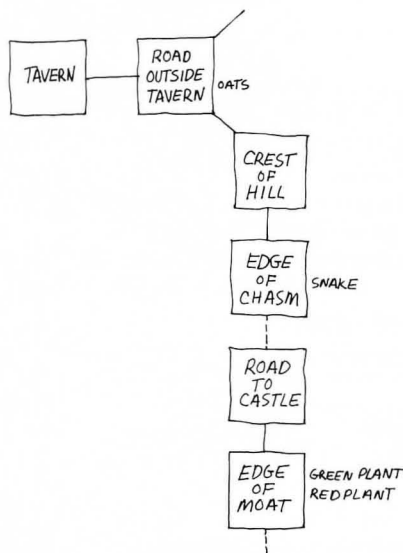 TAVERN
ROAD
OUTSIDE
TAVERN
OATS
CREST
OF
HILL
EDGE
OF
CHASM
SNAKE
ROAD
TO
CASTLE
EDGE
OF
MOAT
GREEN PLANT
RED PLANT